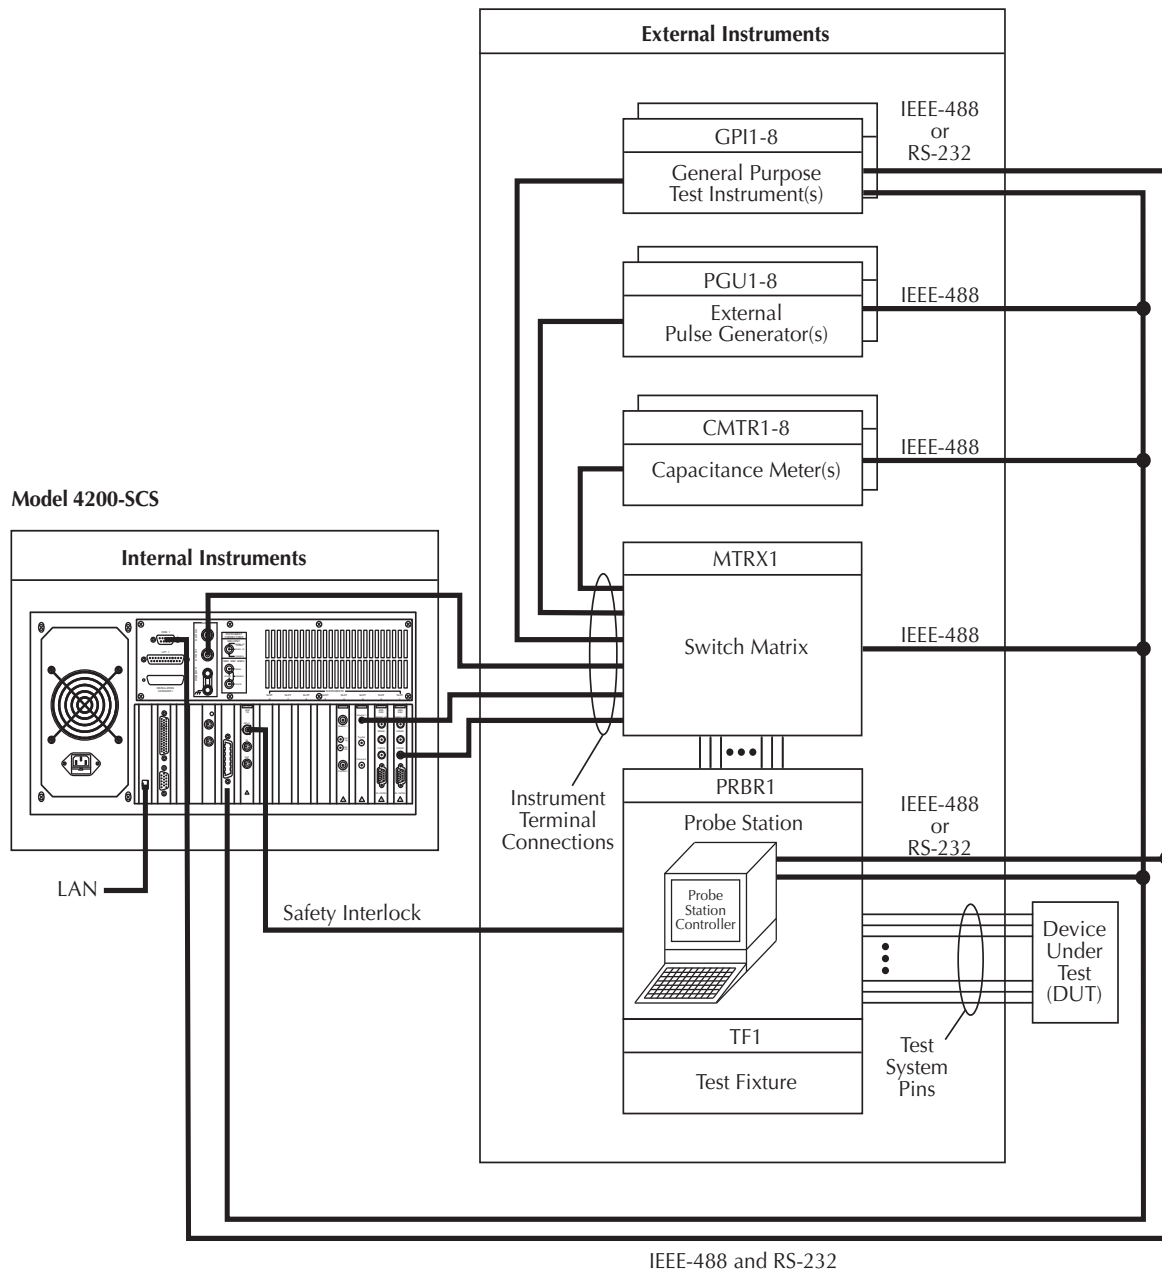 External Instruments
GPI1-8
General Purpose
Test Instrument(s)
IEEE-488
or
RS-232
PGU1-8
External
Pulse Generator(s)
IEEE-488
CMTR1-8
Capacitance Meter(s)
IEEE-488
Model 4200-SCS
Internal Instruments
MTRX1
Switch Matrix
IEEE-488
Instrument
Terminal
Connections
PRBR1
Probe Station
Probe
Station
Controller
IEEE-488
or
RS-232
LAN
Safety Interlock
Device
Under
Test
(DUT)
TF1
Test Fixture
Test
System
Pins
IEEE-488 and RS-232